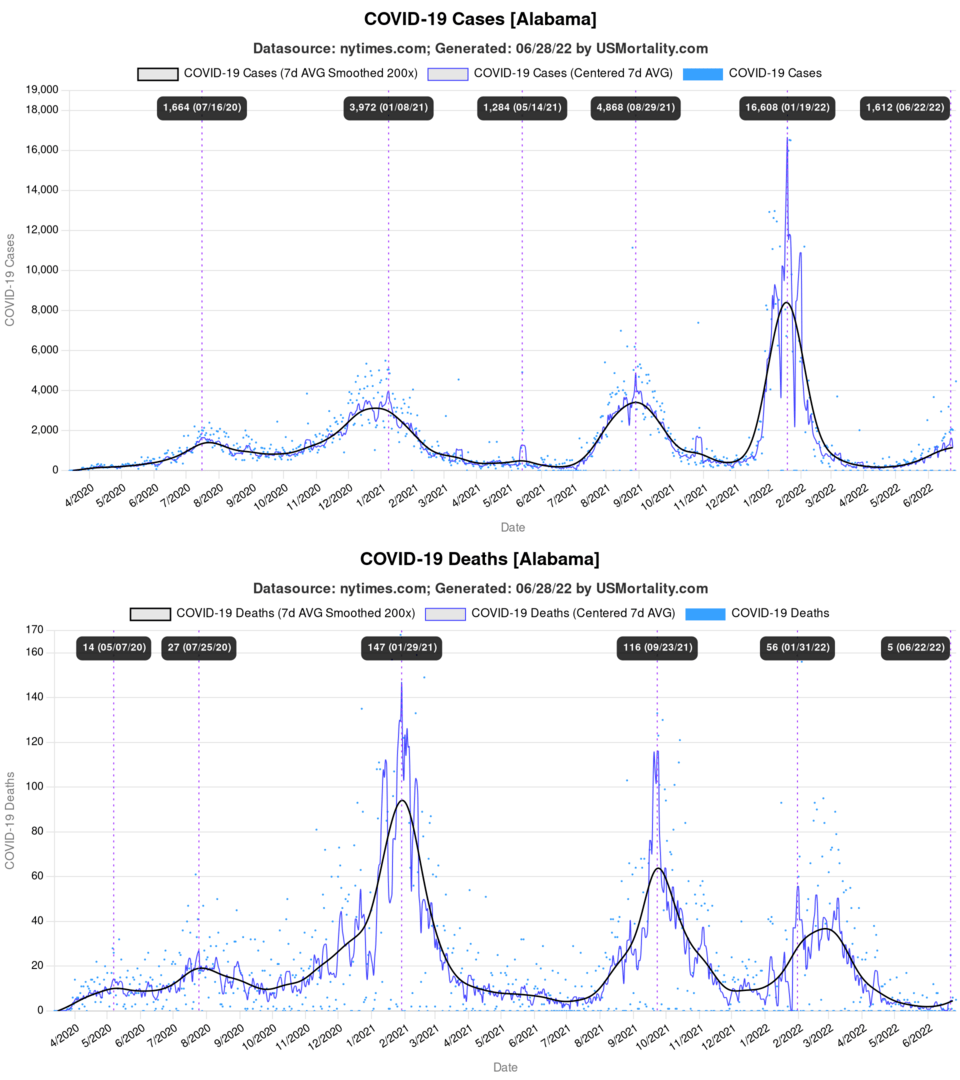 COVID-19 Cases [Alabama]
Datasource: nytimes.com; Generated: 06/28/22 by USMortality.com
COVID-19 Cases (7d AVG Smoothed 200x) COVID-19 Cases (Centered 7d AVG) COVID-19 Cases
19,000
18,000
1,664 (07/16/20) 3,972 (01/08/21) 1,284 (05/14/21) 4,868 (08/29/21) 16,608 (01/19/22) 1,612 (06/22/22)
16,000
14,000
12,000
10,000
8,000
6,000
4,000
2,000
0
COVID-19 Cases
4/2020 5/2020 6/2020 7/2020 8/2020 9/2020 10/2020 11/2020 12/2020 1/2021 2/2021 3/2021 4/2021 5/2021 6/2021 7/2021 8/2021 9/2021 10/2021 11/2021 12/2021 1/2022 2/2022 3/2022 4/2022 5/2022 6/2022
Date
COVID-19 Deaths [Alabama]
Datasource: nytimes.com; Generated: 06/28/22 by USMortality.com
COVID-19 Deaths (7d AVG Smoothed 200x) COVID-19 Deaths (Centered 7d AVG) COVID-19 Deaths
170
160
14 (05/07/20) 27 (07/25/20) 147 (01/29/21) 116 (09/23/21) 56 (01/31/22) 5 (06/22/22)
140
120
100
80
60
40
20
0
COVID-19 Deaths
4/2020 5/2020 6/2020 7/2020 8/2020 9/2020 10/2020 11/2020 12/2020 1/2021 2/2021 3/2021 4/2021 5/2021 6/2021 7/2021 8/2021 9/2021 10/2021 11/2021 12/2021 1/2022 2/2022 3/2022 4/2022 5/2022 6/2022
Date